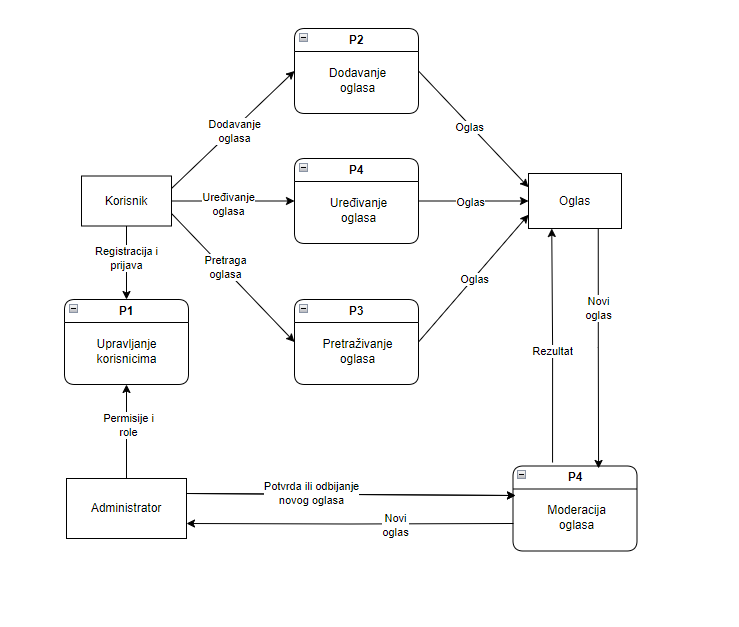 P2
Dodavanje
oglasa
Dodavanje
oglasa
Oglas
P4
Korisnik
Uređivanje
oglasa
Uređivanje
oglasa
Oglas
Oglas
Registracija i
prijava
Pretraga
oglasa
Oglas
P1
P3
Novi
oglas
Upravljanje
korisnicima
Pretraživanje
oglasa
Rezultat
Permisije i
role
P4
Administrator
Potvrda ili odbijanje
novog oglasa
Moderacija
oglasa
Novi
oglas